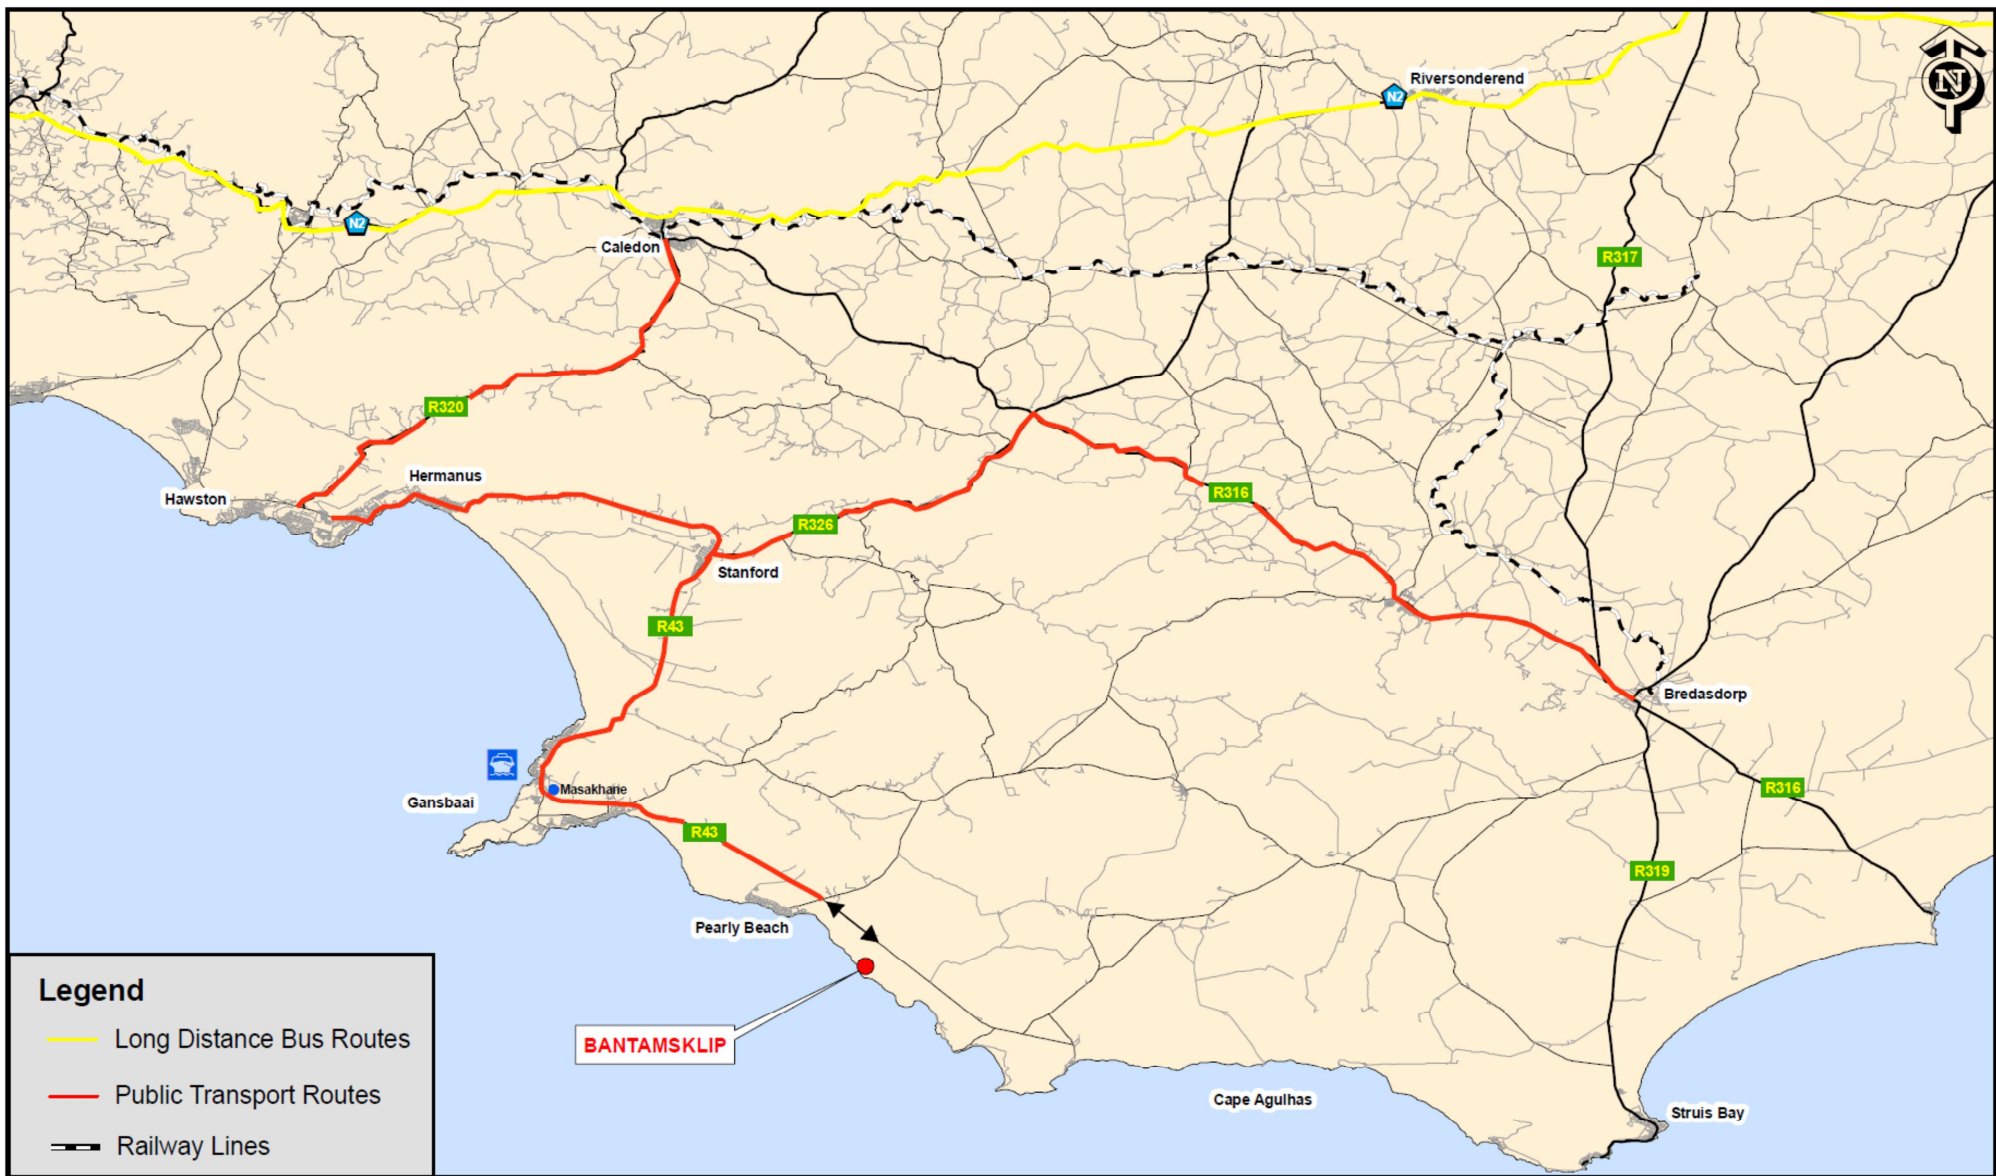 Riversonderend
N
N2
N2
Caledon
R317
R320
Hermanus
Hawston
R316
R326
Stanford
R43
Bredasdorp
Masakhane
Gansbaai
R316
R43
R319
Pearly Beach
BANTAMSKLIP
Cape Agulhas
Struis Bay
Legend
Long Distance Bus Routes
Public Transport Routes
Railway Lines